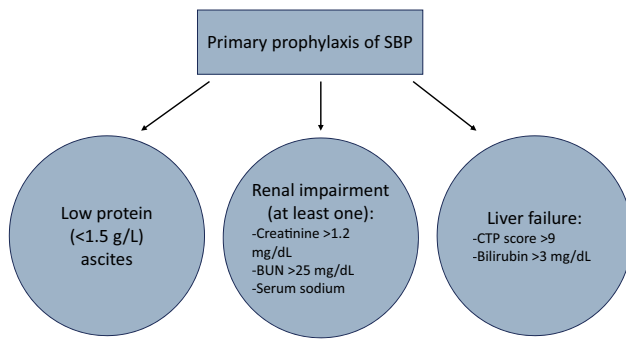 Primary prophylaxis of SBP
Low protein
(<1.5 g/L)
ascites
Renal impairment
(at least one):
-Creatinine >1.2
mg/dL
-BUN >25 mg/dL
-Serum sodium
Liver failure:
-CTP score >9
-Bilirubin >3 mg/dL